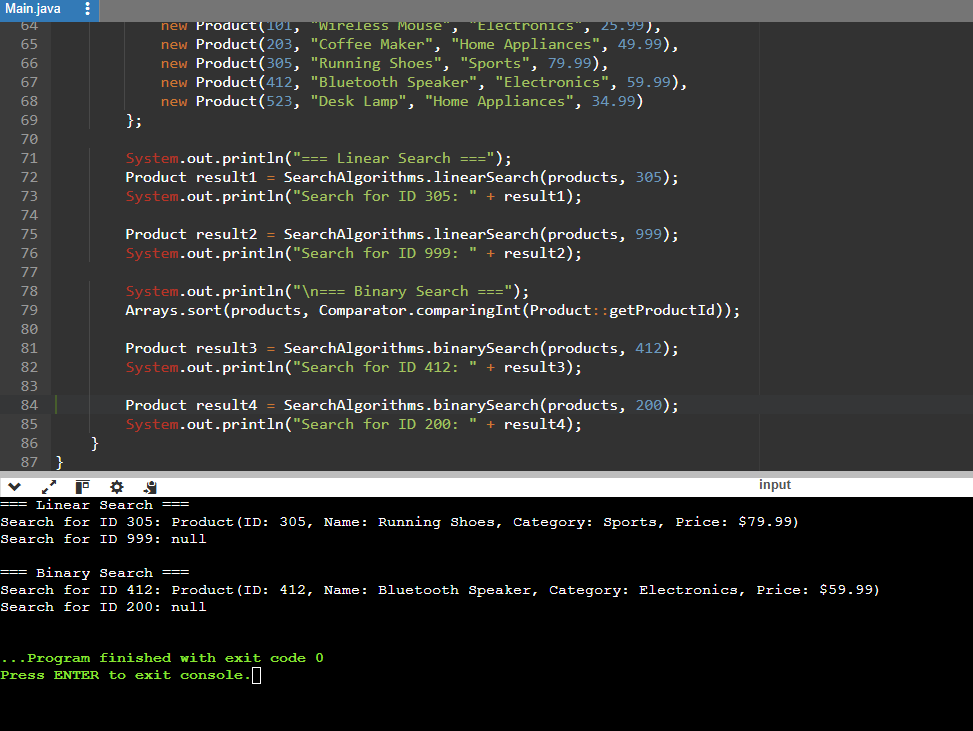 Main.java
64 new Product(101, "Wireless Mouse", "Electronics", 25.99),
65 new Product(203, "Coffee Maker", "Home Appliances", 49.99),
66 new Product(305, "Running Shoes", "Sports", 79.99),
67 new Product(412, "Bluetooth Speaker", "Electronics", 59.99),
68 new Product(523, "Desk Lamp", "Home Appliances", 34.99)
69 };
70
71 System.out.println("=== Linear Search ===");
72 Product result1 = SearchAlgorithms.linearSearch(products, 305);
73 System.out.println("Search for ID 305: " + result1);
74
75 Product result2 = SearchAlgorithms.linearSearch(products, 999);
76 System.out.println("Search for ID 999: " + result2);
77
78 System.out.println("\n=== Binary Search ===");
79 Arrays.sort(products, Comparator.comparingInt(Product::getProductId));
80
81 Product result3 = SearchAlgorithms.binarySearch(products, 412);
82 System.out.println("Search for ID 412: " + result3);
83
84 Product result4 = SearchAlgorithms.binarySearch(products, 200);
85 System.out.println("Search for ID 200: " + result4);
86 }
87 }
input
=== Linear Search ===
Search for ID 305: Product(ID: 305, Name: Running Shoes, Category: Sports, Price: $79.99)
Search for ID 999: null

=== Binary Search ===
Search for ID 412: Product(ID: 412, Name: Bluetooth Speaker, Category: Electronics, Price: $59.99)
Search for ID 200: null

...Program finished with exit code 0
Press ENTER to exit console.